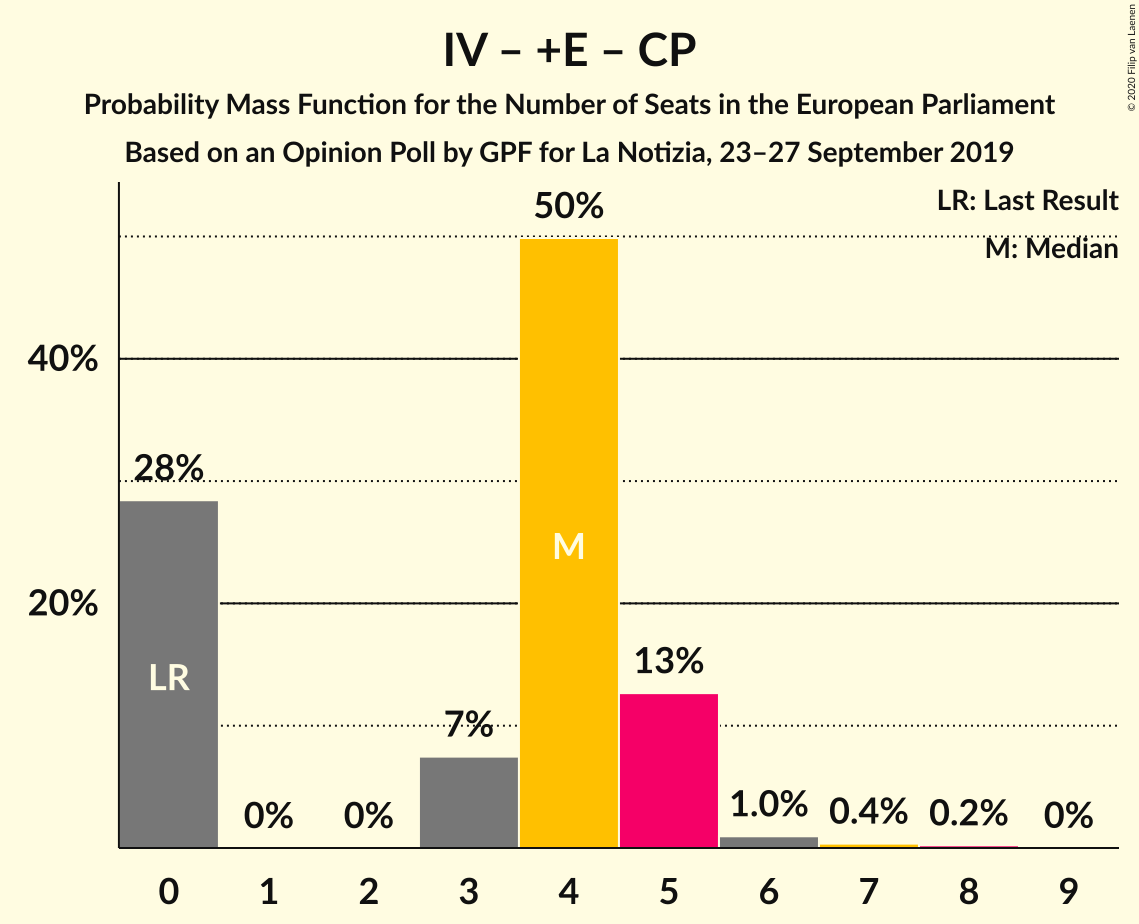 IV – +E – CP
Probability Mass Function for the Number of Seats in the European Parliament
Based on an Opinion Poll by GPF for La Notizia, 23–27 September 2019
© 2020 Filip van Laenen
LR: Last Result
M: Median
50%
40%
28%
20%
M
LR
13%
7%
0%
0%
1.0%
0.4%
0.2%
0%
0 1 2 3 4 5 6 7 8 9